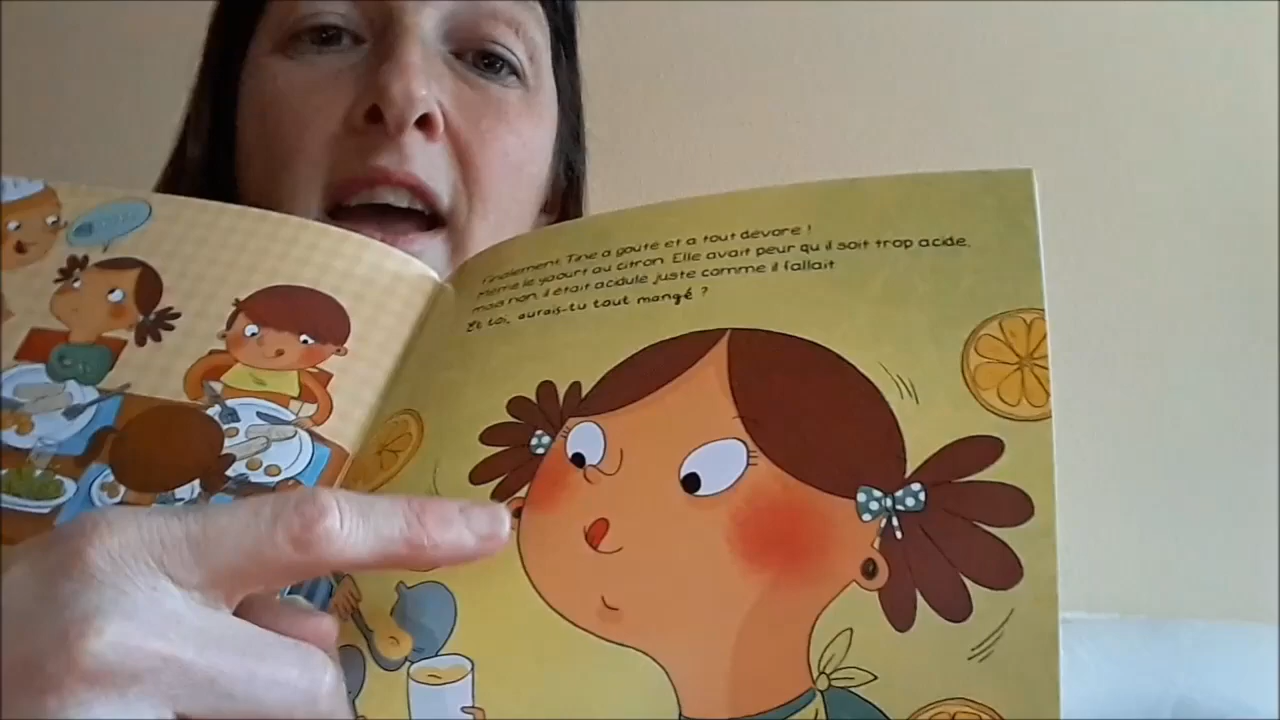 Finalement, Tine a goûté et a tout dévoré !
Même le yaourt au citron. Elle avait peur qu'il soit trop acide,
mais non, il était acidulé juste comme il fallait.
Et toi, aurais-tu tout mangé ?